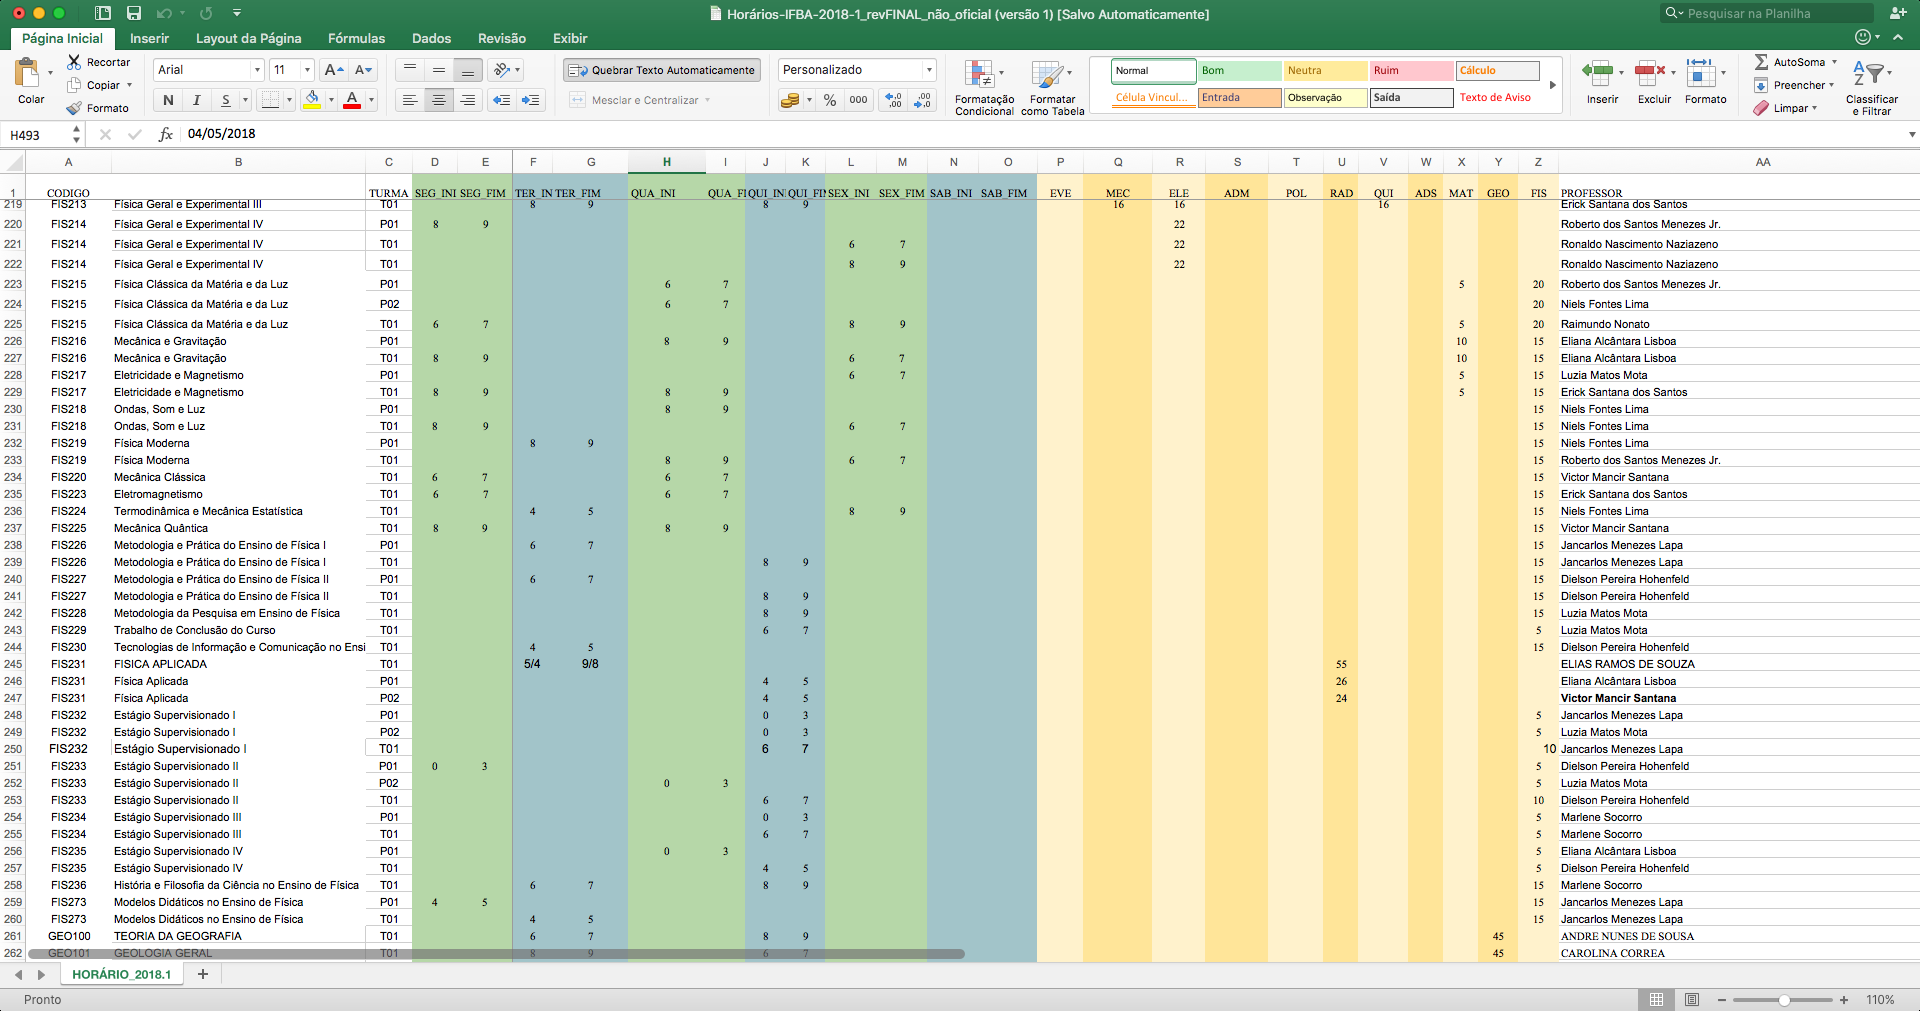 Horários-IFBA-2018-1_revFINAL_não_oficial (versão 1) [Salvo Automaticamente]
Pesquisar na Planilha
Página Inicial Inserir Layout da Página Fórmulas Dados Revisão Exibir
Colar Recortar Copiar Formato Arial 11 A A N I S A Quebrar Texto Automaticamente Mesclar e Centralizar Personalizado % 000
Formatação Condicional Formatar como Tabela
Normal Bom Neutra Ruim Cálculo
Célula Vincul... Entrada Observação Saída Texto de Aviso
Inserir Excluir Formato AutoSoma Preencher Limpar Classificar e Filtrar
H493 fx 04/05/2018
A B C D E F G H I J K L M N O P Q R S T U V W X Y Z AA
1 CODIGO TURMA SEG_INI SEG_FIM TER_IN TER_FIM QUA_INI QUA_FI QUI_IN QUI_FIN SEX_INI SEX_FIM SAB_INI SAB_FIM EVE MEC ELE ADM POL RAD QUI ADS MAT GEO FIS PROFESSOR
219 FIS213 Física Geral e Experimental III T01 8 9 8 9 16 16 16 Erick Santana dos Santos
220 FIS214 Física Geral e Experimental IV P01 8 9 22 Roberto dos Santos Menezes Jr.
221 FIS214 Física Geral e Experimental IV T01 6 7 22 Ronaldo Nascimento Naziazeno
222 FIS214 Física Geral e Experimental IV T01 8 9 22 Ronaldo Nascimento Naziazeno
223 FIS215 Física Clássica da Matéria e da Luz P01 6 7 5 20 Roberto dos Santos Menezes Jr.
224 FIS215 Física Clássica da Matéria e da Luz P02 6 7 20 Niels Fontes Lima
225 FIS215 Física Clássica da Matéria e da Luz T01 6 7 8 9 5 20 Raimundo Nonato
226 FIS216 Mecânica e Gravitação P01 8 9 10 15 Eliana Alcântara Lisboa
227 FIS216 Mecânica e Gravitação T01 8 9 6 7 10 15 Eliana Alcântara Lisboa
228 FIS217 Eletricidade e Magnetismo P01 6 7 5 15 Luzia Matos Mota
229 FIS217 Eletricidade e Magnetismo T01 8 9 8 9 5 15 Erick Santana dos Santos
230 FIS218 Ondas, Som e Luz P01 8 9 15 Niels Fontes Lima
231 FIS218 Ondas, Som e Luz T01 8 9 6 7 15 Niels Fontes Lima
232 FIS219 Física Moderna P01 8 9 15 Niels Fontes Lima
233 FIS219 Física Moderna T01 8 9 6 7 15 Roberto dos Santos Menezes Jr.
234 FIS220 Mecânica Clássica T01 6 7 6 7 15 Victor Mancir Santana
235 FIS223 Eletromagnetismo T01 6 7 6 7 15 Erick Santana dos Santos
236 FIS224 Termodinâmica e Mecânica Estatística T01 4 5 8 9 15 Niels Fontes Lima
237 FIS225 Mecânica Quântica T01 8 9 8 9 15 Victor Mancir Santana
238 FIS226 Metodologia e Prática do Ensino de Física I P01 6 7 15 Jancarlos Menezes Lapa
239 FIS226 Metodologia e Prática do Ensino de Física I T01 8 9 15 Jancarlos Menezes Lapa
240 FIS227 Metodologia e Prática do Ensino de Física II P01 6 7 15 Dielson Pereira Hohenfeld
241 FIS227 Metodologia e Prática do Ensino de Física II T01 8 9 15 Dielson Pereira Hohenfeld
242 FIS228 Metodologia da Pesquisa em Ensino de Física T01 8 9 15 Luzia Matos Mota
243 FIS229 Trabalho de Conclusão do Curso T01 6 7 5 Luzia Matos Mota
244 FIS230 Tecnologias de Informação e Comunicação no Ensi T01 4 5 15 Dielson Pereira Hohenfeld
245 FIS231 FISICA APLICADA T01 5/4 9/8 55 ELIAS RAMOS DE SOUZA
246 FIS231 Física Aplicada P01 4 5 26 Eliana Alcântara Lisboa
247 FIS231 Física Aplicada P02 4 5 24 Victor Mancir Santana
248 FIS232 Estágio Supervisionado I P01 0 3 5 Jancarlos Menezes Lapa
249 FIS232 Estágio Supervisionado I P02 0 3 5 Luzia Matos Mota
250 FIS232 Estágio Supervisionado I T01 6 7 10 Jancarlos Menezes Lapa
251 FIS233 Estágio Supervisionado II P01 0 3 5 Dielson Pereira Hohenfeld
252 FIS233 Estágio Supervisionado II P02 0 3 5 Luzia Matos Mota
253 FIS233 Estágio Supervisionado II T01 6 7 10 Dielson Pereira Hohenfeld
254 FIS234 Estágio Supervisionado III P01 0 3 5 Marlene Socorro
255 FIS234 Estágio Supervisionado III T01 6 7 5 Marlene Socorro
256 FIS235 Estágio Supervisionado IV P01 0 3 5 Eliana Alcântara Lisboa
257 FIS235 Estágio Supervisionado IV T01 4 5 5 Dielson Pereira Hohenfeld
258 FIS236 História e Filosofia da Ciência no Ensino de Física T01 6 7 8 9 15 Marlene Socorro
259 FIS273 Modelos Didáticos no Ensino de Física P01 4 5 15 Jancarlos Menezes Lapa
260 FIS273 Modelos Didáticos no Ensino de Física T01 4 5 15 Jancarlos Menezes Lapa
261 GEO100 TEORIA DA GEOGRAFIA T01 6 7 8 9 45 ANDRE NUNES DE SOUSA
262 GEO101 GEOLOGIA GERAL T01 8 9 6 7 45 CAROLINA CORREA
HORÁRIO_2018.1 +
Pronto 110%